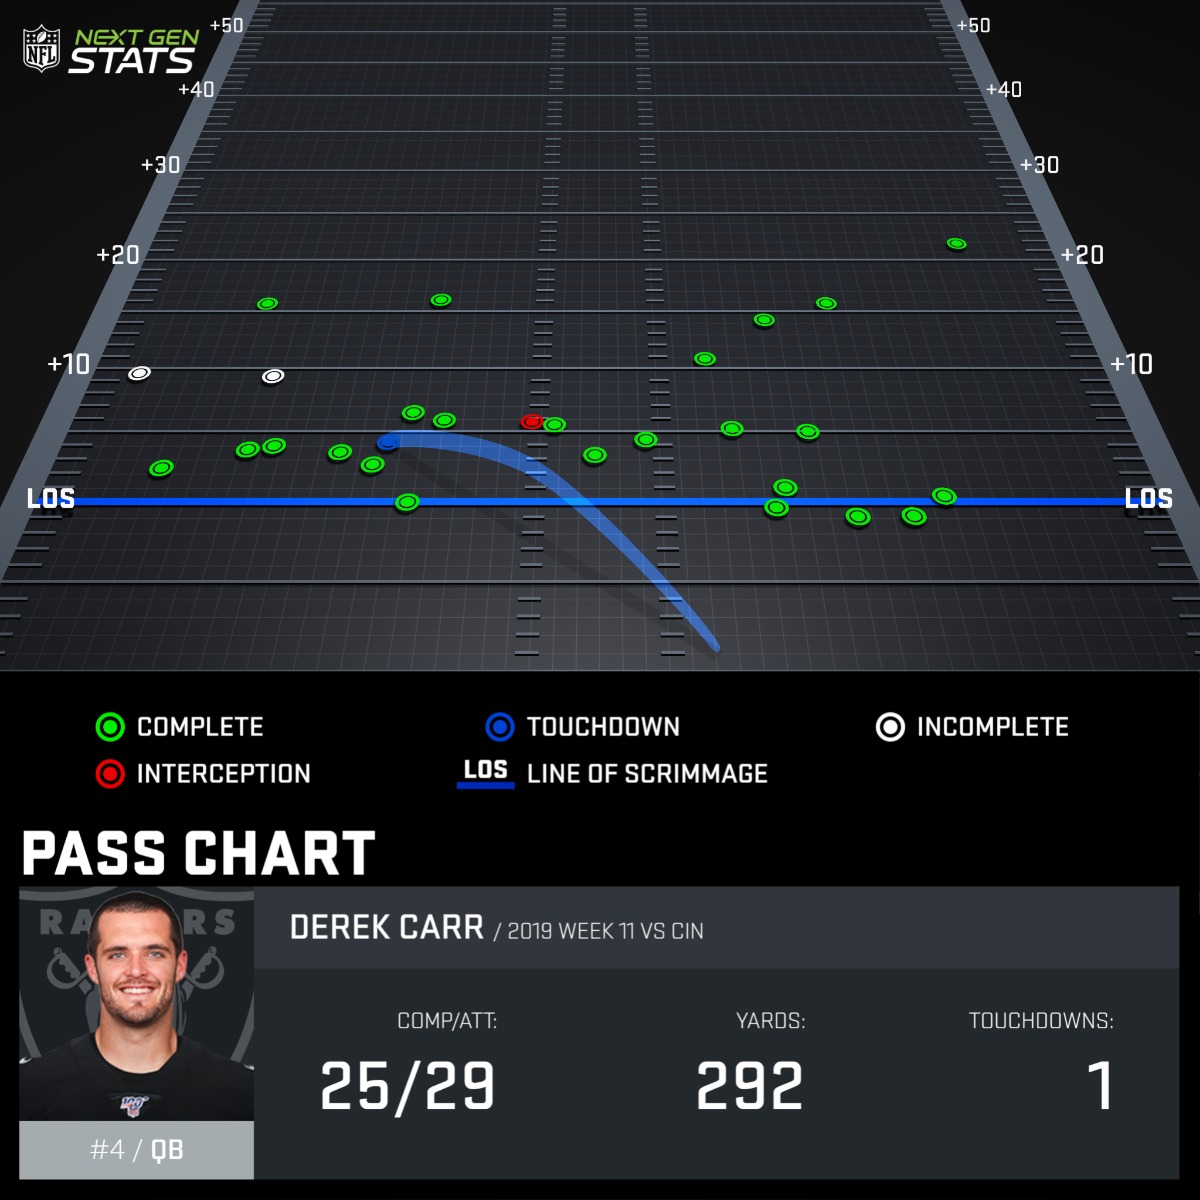 +50 +50
NFL NEXT GEN
STATS
+40 +40
+30 +30
+20 +20
+10 +10
LOS LOS
COMPLETE TOUCHDOWN INCOMPLETE
INTERCEPTION LOS LINE OF SCRIMMAGE
PASS CHART
DEREK CARR / 2019 WEEK 11 VS CIN
COMP/ATT: YARDS: TOUCHDOWNS:
25/29 292 1
#4 / QB